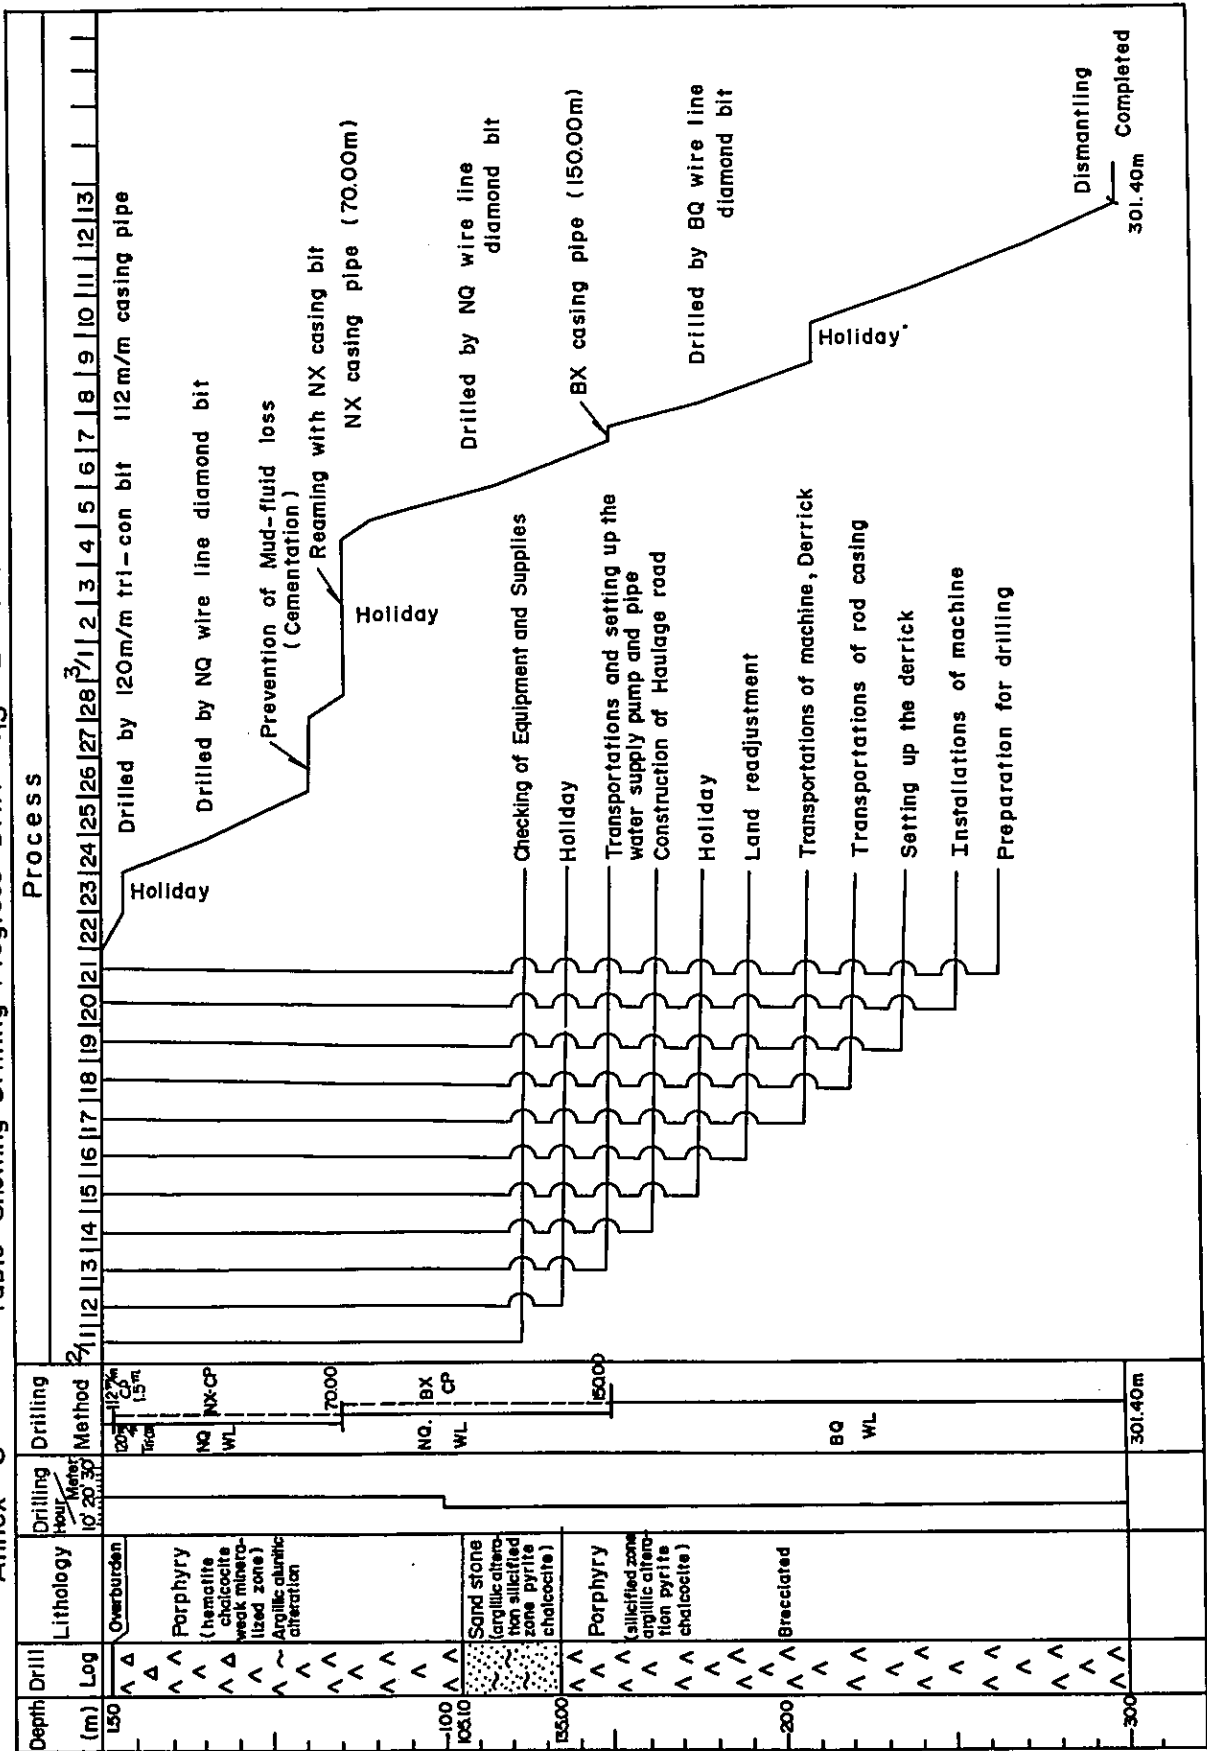 Process
Depth
(m)
Drill
Log
Lithology
Drilling
Hour
Meter
10' 20' 30'
Drilling
Method
2/11 12 13 14 15 16 17 18 19 20 21 22 23 24 25 26 27 28 3/1 2 3 4 5 6 7 8 9 10 11 12 13
1.50
-100
105.10
135.00
-200
-300
Overburden
Porphyry
(hematite
chalcocite
weak minera-
lized zone)
Argillic alunitic
alteration
Sand stone
(argillic altera-
tion silicified
zone pyrite
chalcocite)
Porphyry
(silicified zone
argillic altera-
tion pyrite
chalcocite)
Brecciated
112 m/m
CP
1.5m
NX-CP
NQ
WL
70.00
BX
CP
NQ
WL
150.00
BQ
WL
301.40m
Drilled by 120m/m tri-con bit 112m/m casing pipe
Holiday
Drilled by NQ wire line diamond bit
Prevention of Mud-fluid loss
(Cementation)
Reaming with NX casing bit
NX casing pipe (70.00m)
Holiday
Drilled by NQ wire line
diamond bit
BX casing pipe (150.00m)
Drilled by BQ wire line
diamond bit
Holiday
Dismantling
301.40m Completed
Checking of Equipment and Supplies
Holiday
Transportations and setting up the
water supply pump and pipe
Construction of Haulage road
Holiday
Land readjustment
Transportations of machine, Derrick
Transportations of rod casing
Setting up the derrick
Installations of machine
Preparation for drilling